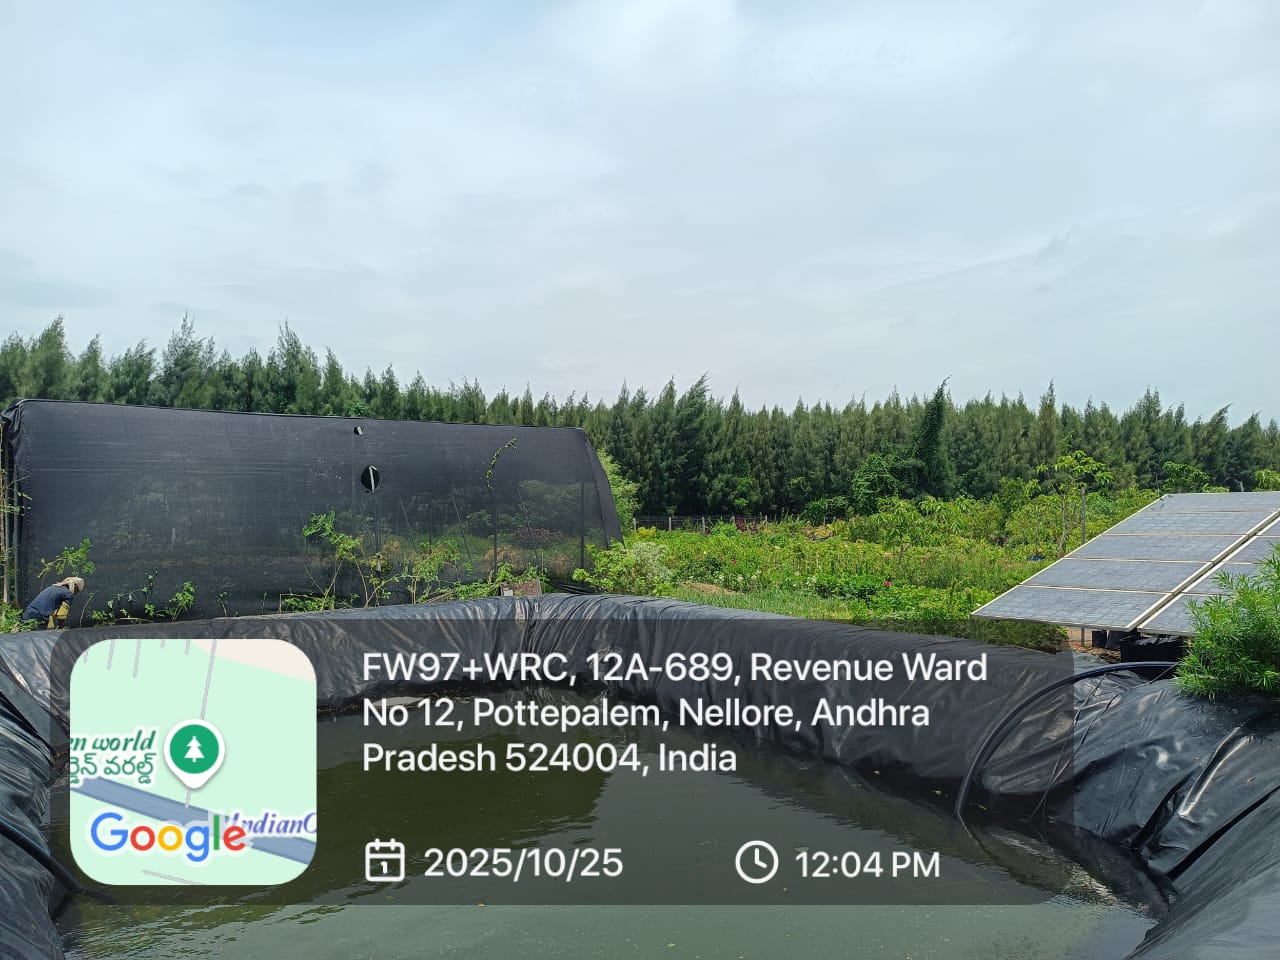 FW97+WRC, 12A-689, Revenue Ward
No 12, Pottepalem, Nellore, Andhra
Pradesh 524004, India
en world
ర్డెన్ వరల్డ్
Google
IndianO
2025/10/25
12:04 PM